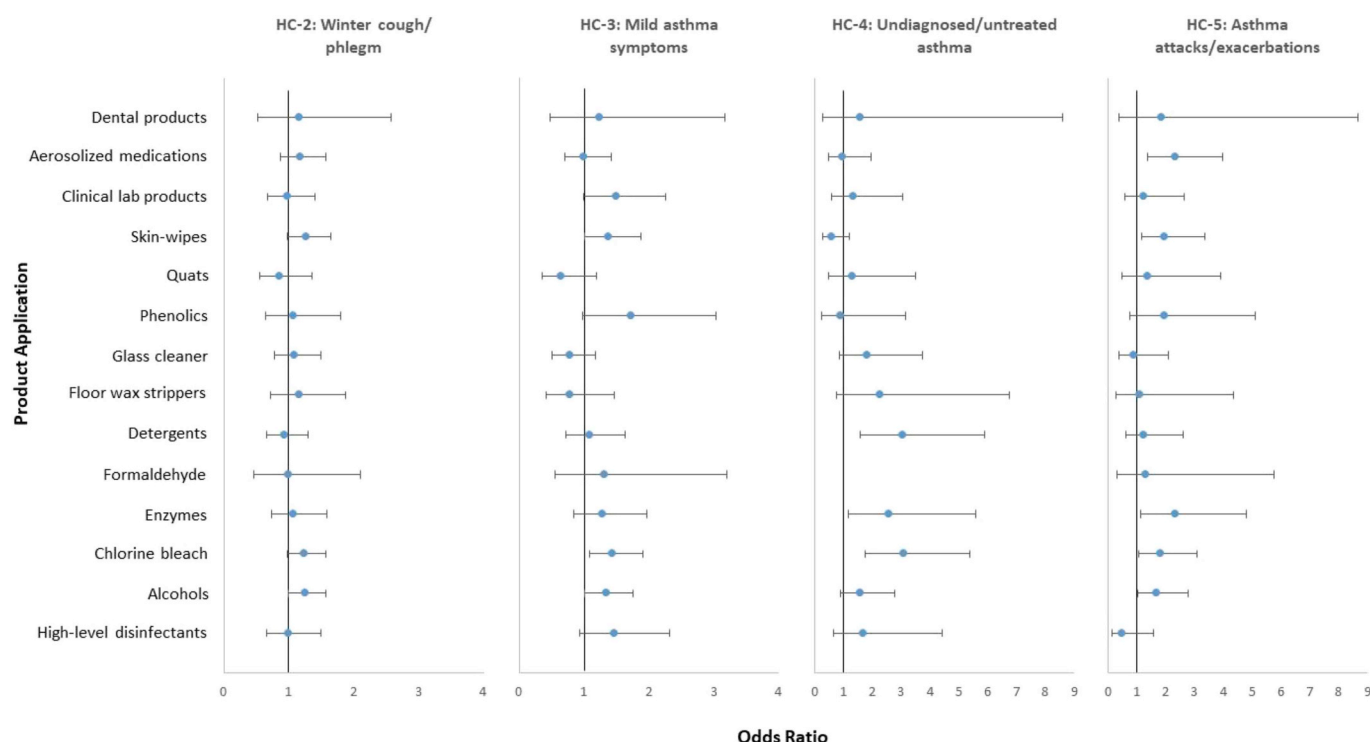 HC-2: Winter cough/
phlegm
HC-3: Mild asthma
symptoms
HC-4: Undiagnosed/untreated
asthma
HC-5: Asthma
attacks/exacerbations
Product Application
Dental products
Aerosolized medications
Clinical lab products
Skin-wipes
Quats
Phenolics
Glass cleaner
Floor wax strippers
Detergents
Formaldehyde
Enzymes
Chlorine bleach
Alcohols
High-level disinfectants
0 1 2 3 4
0 1 2 3 4
0 1 2 3 4 5 6 7 8 9
0 1 2 3 4 5 6 7 8 9
Odds Ratio